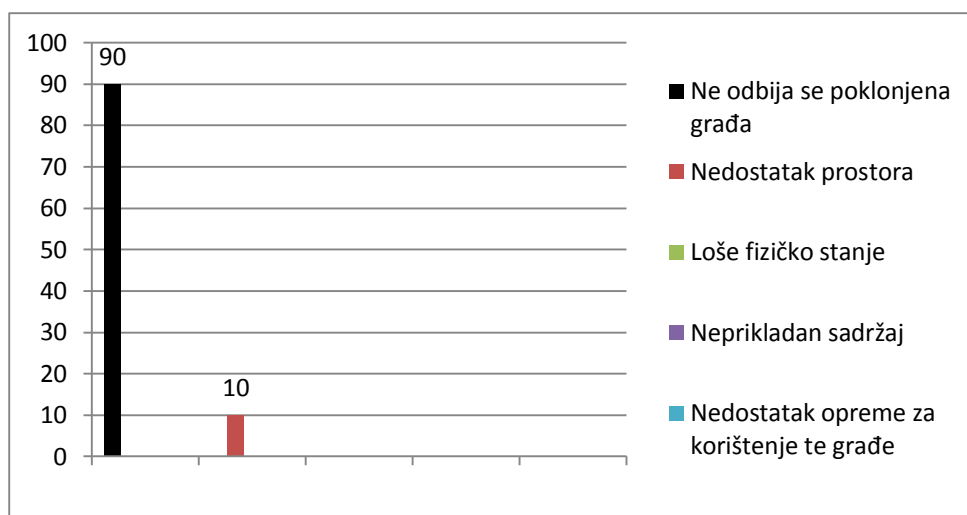 100
90
90
80
70
60
50
40
30
20
10
10
0
Ne odbija se poklonjena
građa
Nedostatak prostora
Loše fizičko stanje
Neprikladan sadržaj
Nedostatak opreme za
korištenje te građe